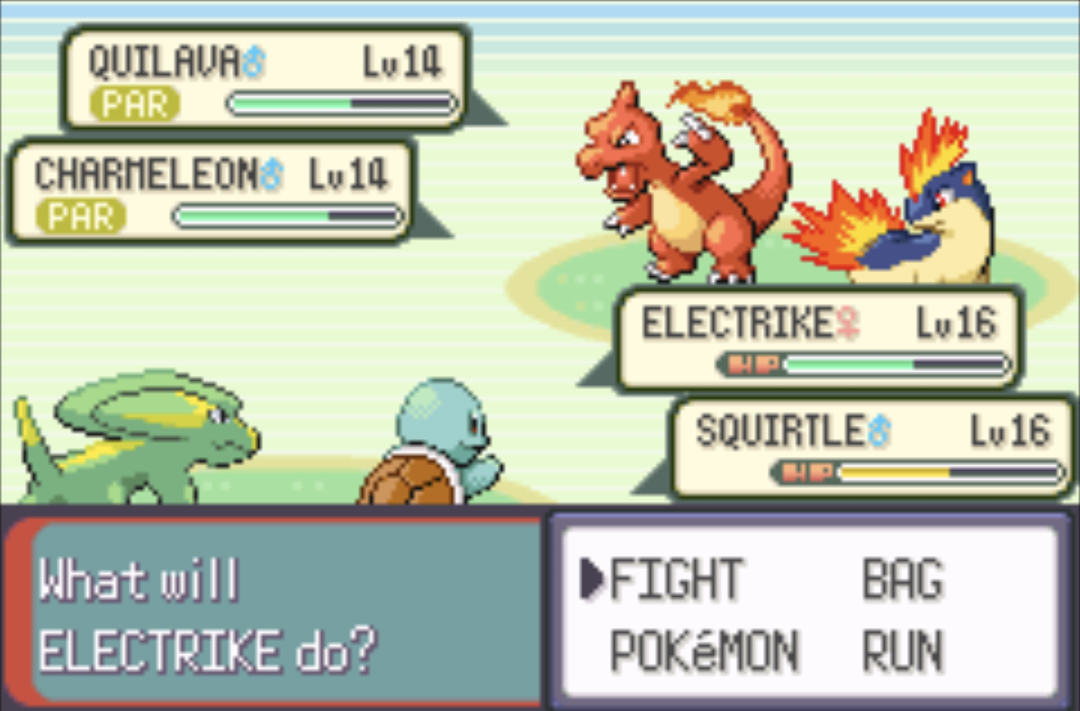 QUILAVA♂ Lv14
PAR
CHARMELEON♂ Lv14
PAR
ELECTRIKE♀ Lv16
HP
SQUIRTLE♂ Lv16
HP
What will
ELECTRIKE do?
▶FIGHT BAG
POKéMON RUN